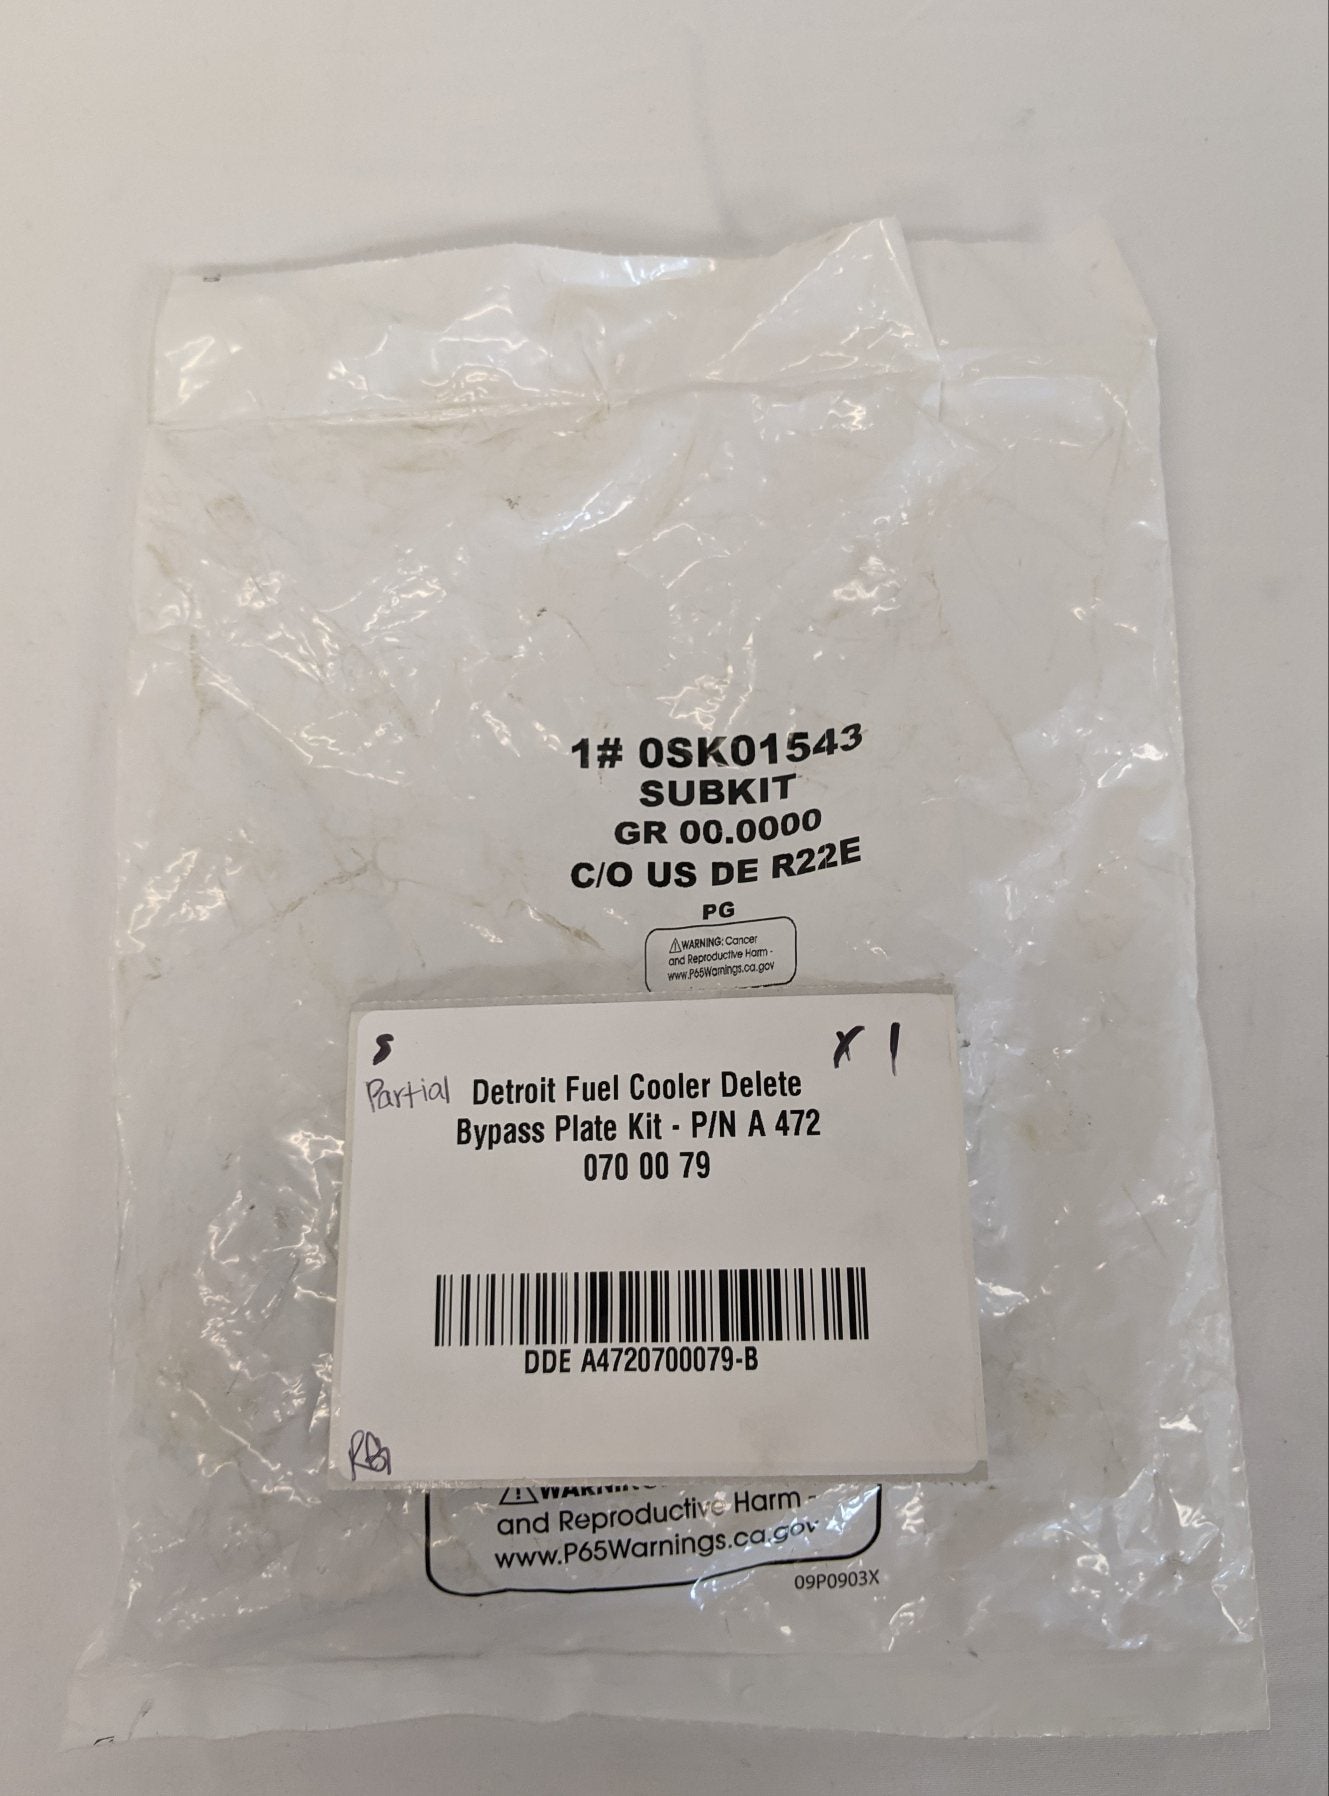 1# 0SK01543
SUBKIT
GR 00.0000
C/O US DE R22E
PG
⚠WARNING: Cancer
and Reproductive Harm -
www.P65Warnings.ca.gov
s X 1
Partial Detroit Fuel Cooler Delete
Bypass Plate Kit - P/N A 472
070 00 79
DDE A4720700079-B
and Reproductive Harm -
www.P65Warnings.ca.gov
09P0903X